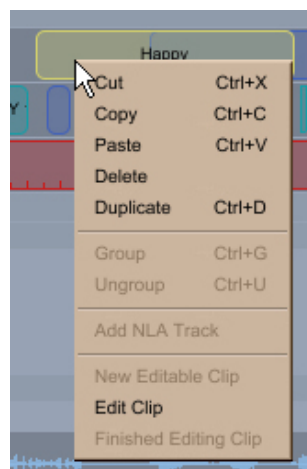 Happy
Y
Cut Ctrl+X
Copy Ctrl+C
Paste Ctrl+V
Delete
Duplicate Ctrl+D
Group Ctrl+G
Ungroup Ctrl+U
Add NLA Track
New Editable Clip
Edit Clip
Finished Editing Clip